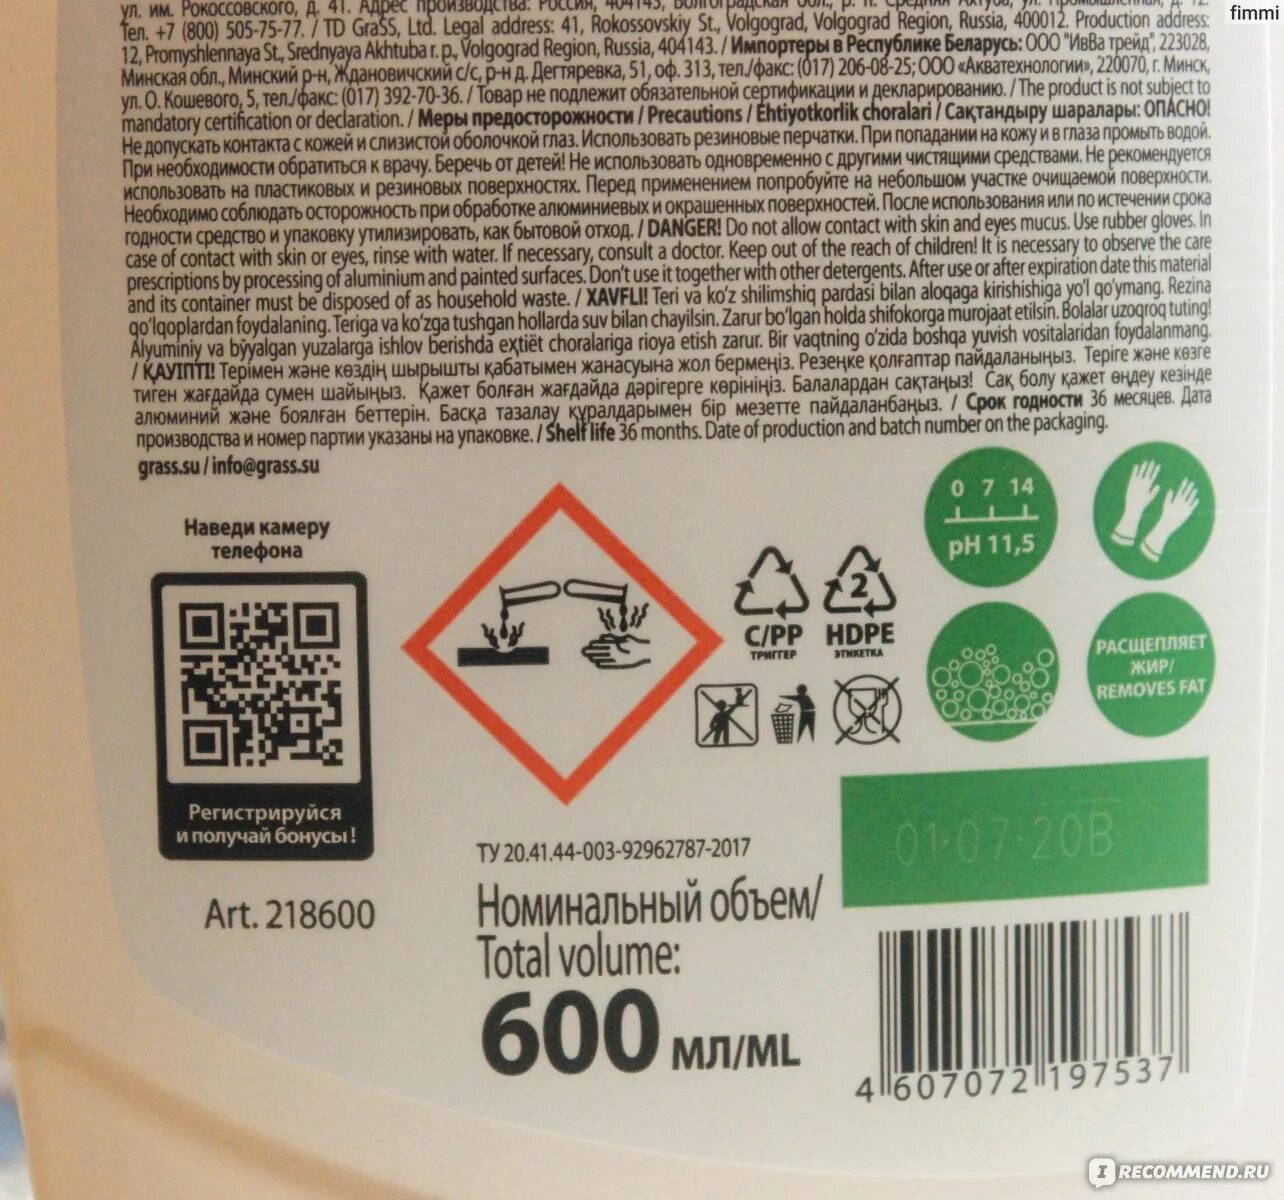 fimmi
ул. им. Рокоссовского, д. 41. Адрес производства: Россия, 404143, Волгоградская обл., р. п. Средняя Ахтуба, ул. Промышленная, д. 12.
Тел. +7 (800) 505-75-77. / TD GraSS, Ltd. Legal address: 41, Rokossovskiy St., Volgograd, Volgograd Region, Russia, 400012. Production address:
12, Promyshlennaya St., Srednyaya Akhtuba r. p., Volgograd Region, Russia, 404143. / Импортеры в Республике Беларусь: ООО "ИвВа трейд", 223028,
Минская обл., Минский р-н, Ждановичский с/с, р-н д. Дегтяревка, 51, оф. 313, тел./факс: (017) 206-08-25; ООО «Акватехнологии», 220070, г. Минск,
ул. О. Кошевого, 5, тел./факс: (017) 392-70-36. / Товар не подлежит обязательной сертификации и декларированию. / The product is not subject to
mandatory certification or declaration. / Меры предосторожности / Precautions / Ehtiyotkorlik choralari / Сақтандыру шаралары: ОПАСНО!
Не допускать контакта с кожей и слизистой оболочкой глаз. Использовать резиновые перчатки. При попадании на кожу и в глаза промыть водой.
При необходимости обратиться к врачу. Беречь от детей! Не использовать одновременно с другими чистящими средствами. Не рекомендуется
использовать на пластиковых и резиновых поверхностях. Перед применением попробуйте на небольшом участке очищаемой поверхности.
Необходимо соблюдать осторожность при обработке алюминиевых и окрашенных поверхностей. После использования или по истечении срока
годности средство и упаковку утилизировать, как бытовой отход. / DANGER! Do not allow contact with skin and eyes mucus. Use rubber gloves. In
case of contact with skin or eyes, rinse with water. If necessary, consult a doctor. Keep out of the reach of children! It is necessary to observe the care
prescriptions by processing of aluminium and painted surfaces. Don't use it together with other detergents. After use or after expiration date this material
and its container must be disposed of as household waste. / XAVFLI! Teri va ko'z shilimshiq pardasi bilan aloqaga kirishishiga yo'l qo'ymang. Rezina
qo'lqoplardan foydalaning. Teriga va ko'zga tushgan hollarda suv bilan chayilsin. Zarur bo'lgan holda shifokorga murojaat etilsin. Bolalar uzoqroq tuting!
Alyuminiy va bўyalgan yuzalarga ishlov berishda eҳtiёt choralariga rioya etish zarur. Bir vaqtning o'zida boshqa yuvish vositalaridan foydalanmang.
/ ҚАУІПТІ! Терімен және көздің шырышты қабатымен жанасуына жол бермеңіз. Резеңке қолғаптар пайдаланыңыз. Теріге және көзге
тиген жағдайда сумен шайыңыз. Қажет болған жағдайда дәрігерге көрініңіз. Балалардан сақтаңыз! Сақ болу қажет өңдеу кезінде
алюминий және боялған беттерін. Басқа тазалау құралдарымен бір мезетте пайдаланбаңыз. / Срок годности 36 месяцев. Дата
производства и номер партии указаны на упаковке. / Shelf life 36 months. Date of production and batch number on the packaging.
grass.su / info@grass.su
Наведи камеру
телефона
Регистрируйся
и получай бонусы!
Art. 218600
C/PP
ТРИГГЕР
2
HDPE
ЭТИКЕТКА
0 7 14
pH 11,5
РАСЩЕПЛЯЕТ
ЖИР/
REMOVES FAT
ТУ 20.41.44-003-92962787-2017
Номинальный объем/
Total volume:
600 МЛ/ML
01·07 20В
4 607072 197537
IRECOMMEND.RU